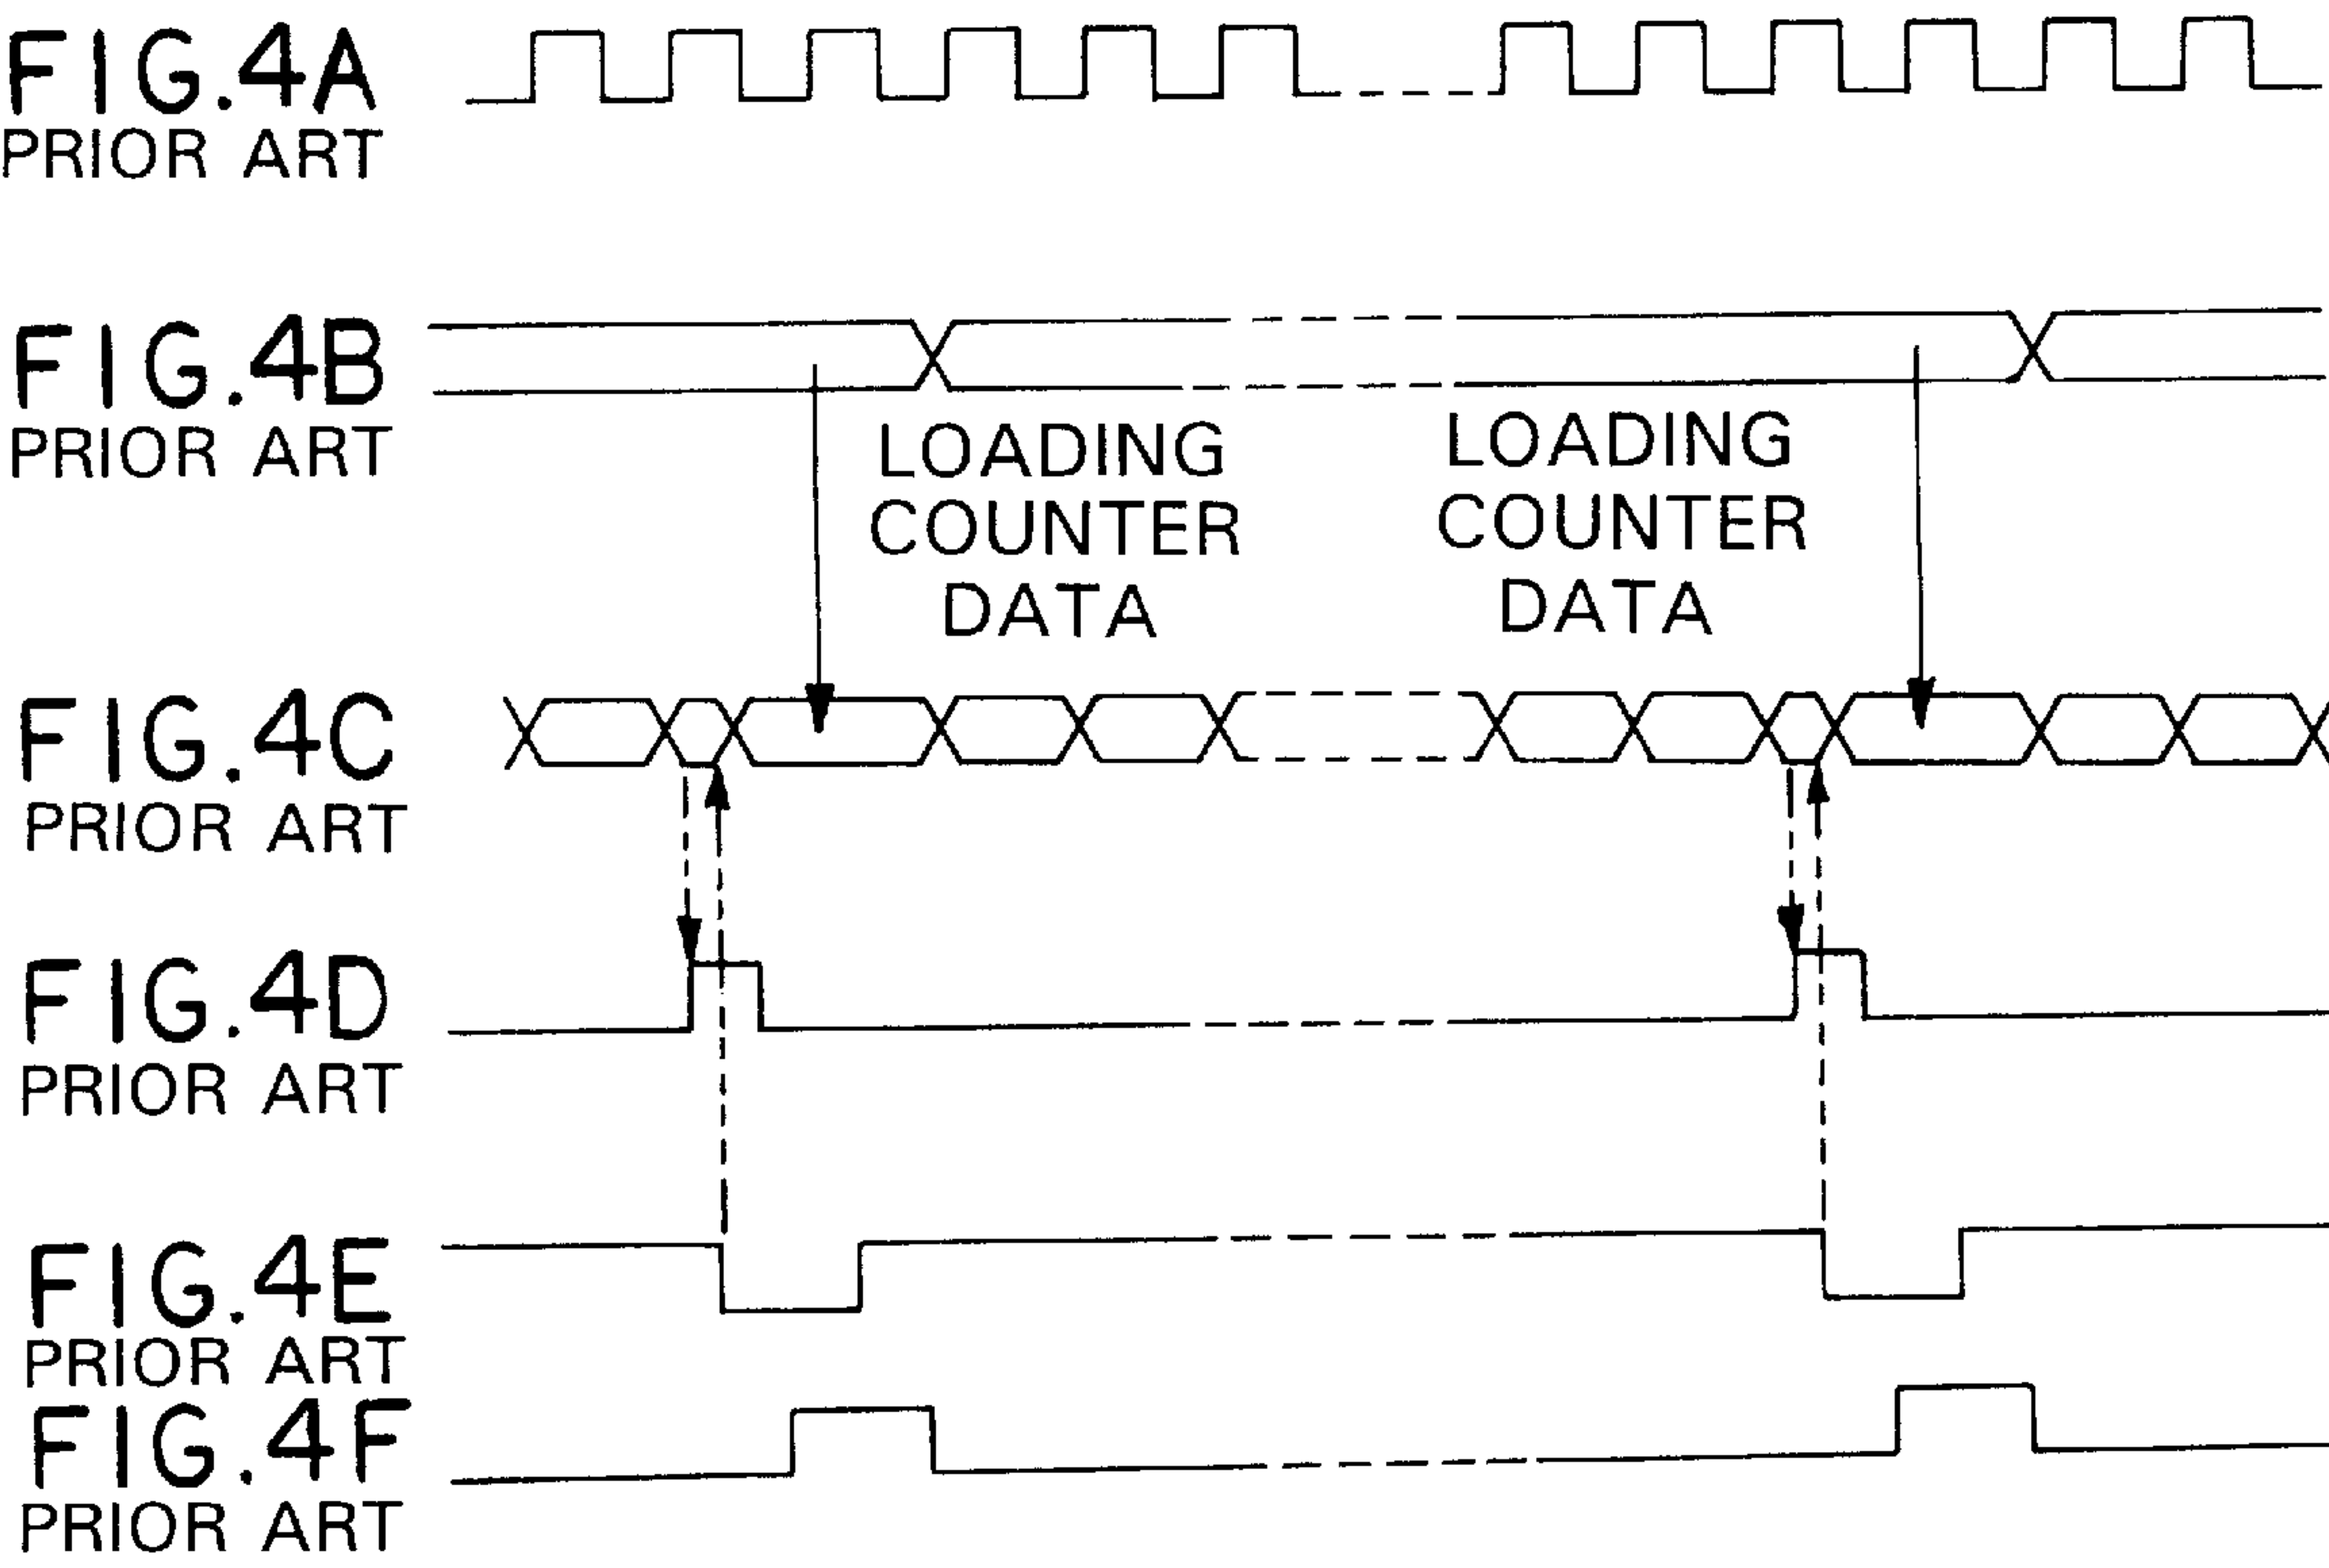 FIG.4A
PRIOR ART
FIG.4B
PRIOR ART
LOADING
COUNTER
DATA
LOADING
COUNTER
DATA
FIG.4C
PRIOR ART
FIG.4D
PRIOR ART
FIG.4E
PRIOR ART
FIG.4F
PRIOR ART